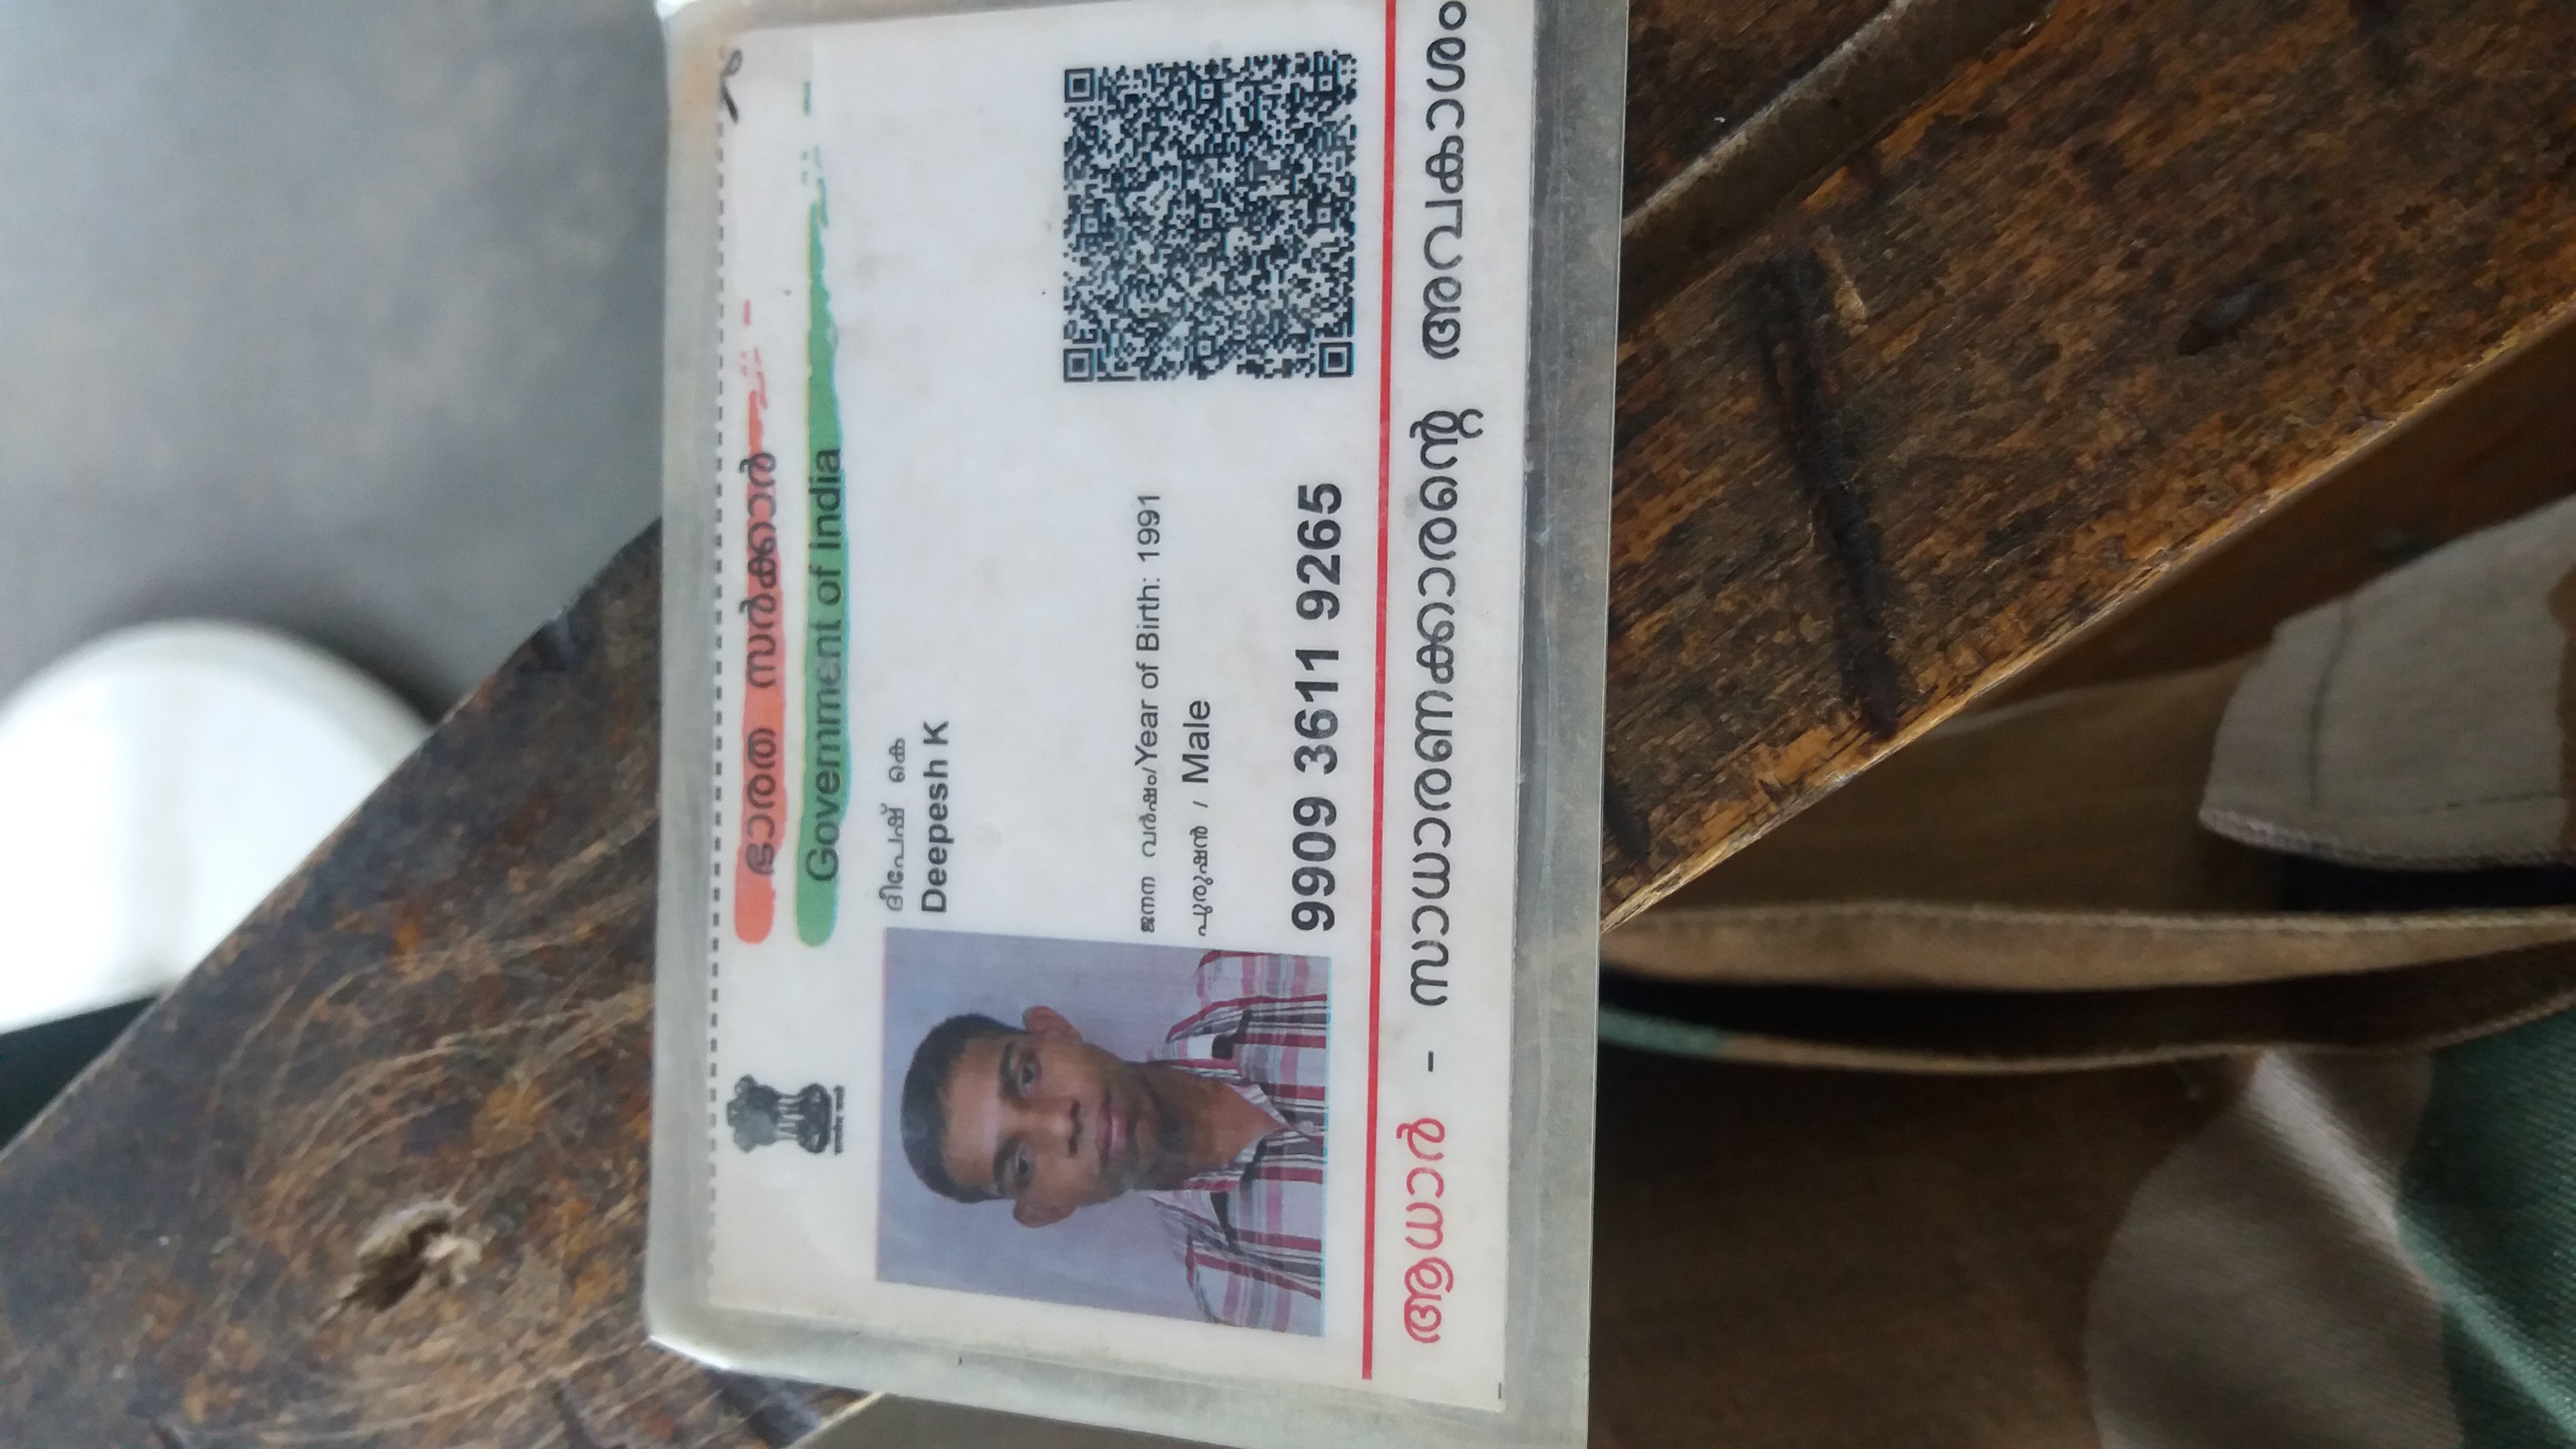 ഭാരത സർക്കാർ
Government of India
ദീപേഷ് കെ
Deepesh K
ജനന വർഷം/Year of Birth: 1991
പുരുഷൻ / Male
9909 3611 9265
ആധാർ - സാധാരണക്കാരന്റെ അവകാശം